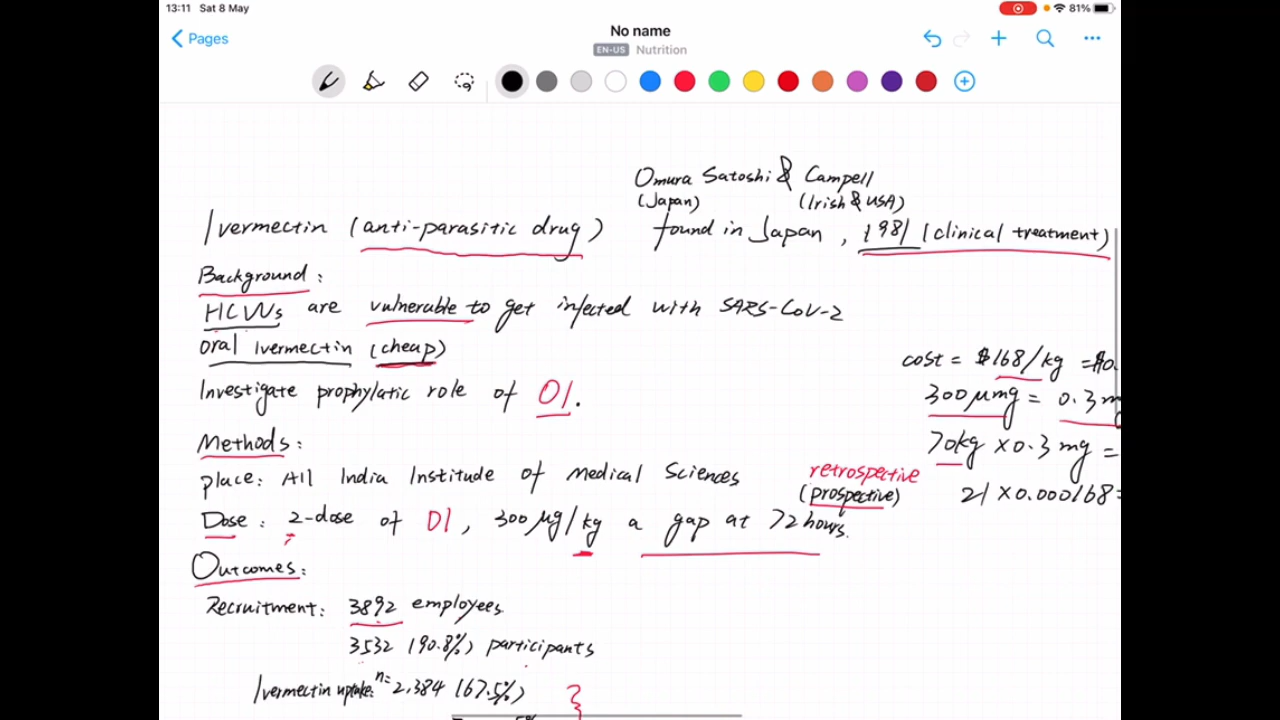 13:11 Sat 8 May
81%
Pages
No name
EN-US Nutrition
Omura Satoshi & Campell
(Japan) (Irish & USA)
Ivermectin (anti-parasitic drug) found in Japan, 1981 (clinical treatment)
Background:
HCWs are vulnerable to get infected with SARS-CoV-2
oral Ivermectin (cheap)
cost = $168/kg = $0.
Investigate prophylatic role of OI.
300 μmg = 0.3 m
Methods:
70kg × 0.3 mg =
place: All India Institute of Medical Sciences
retrospective
(prospective)
21 × 0.000168 =
Dose: 2-dose of OI, 300 μg/kg a gap at 72 hours.
Outcomes:
Recruitment: 3892 employees
3532 (90.8%) participants
Ivermectin uptake: n= 2,384 (67.5%)